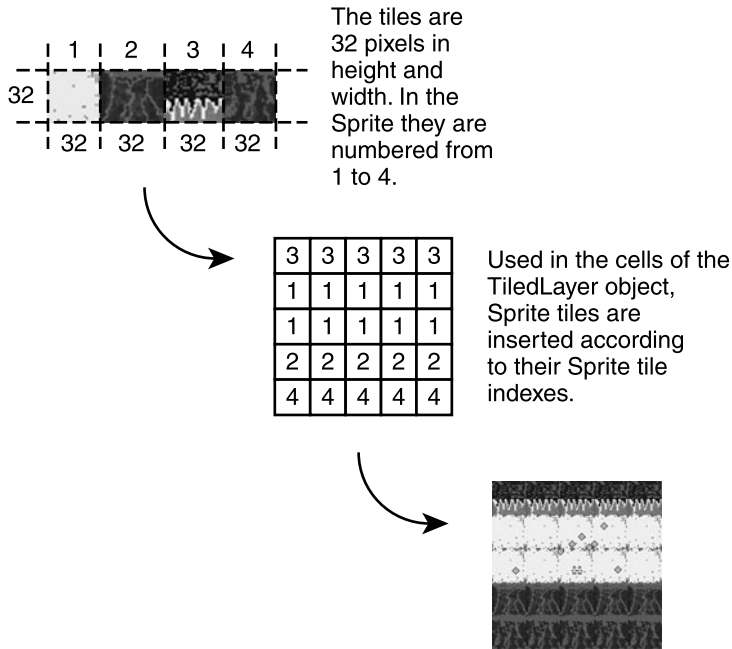 1 2 3 4
32
32 32 32 32
The tiles are
32 pixels in
height and
width. In the
Sprite they are
numbered from
1 to 4.
3 3 3 3 3
1 1 1 1 1
1 1 1 1 1
2 2 2 2 2
4 4 4 4 4
Used in the cells of the
TiledLayer object,
Sprite tiles are
inserted according
to their Sprite tile
indexes.